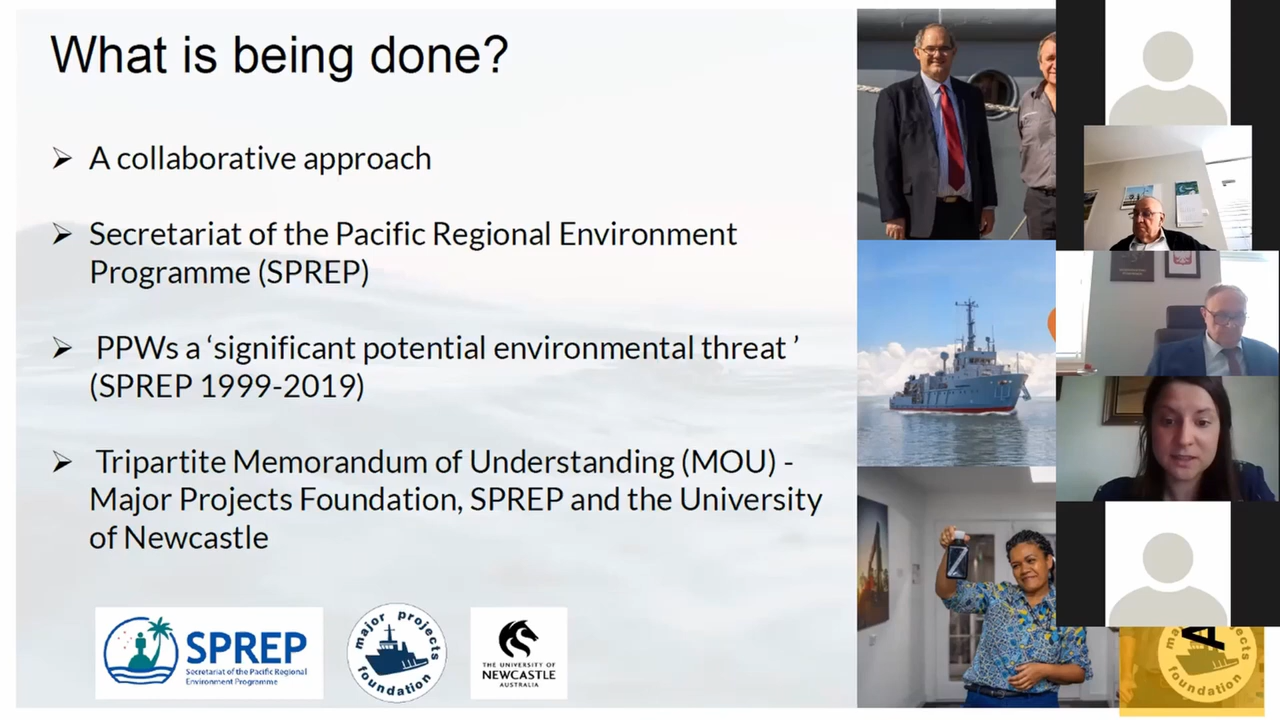 What is being done?
➢ A collaborative approach
➢ Secretariat of the Pacific Regional Environment
Programme (SPREP)
➢ PPWs a ‘significant potential environmental threat ’
(SPREP 1999-2019)
➢ Tripartite Memorandum of Understanding (MOU) -
Major Projects Foundation, SPREP and the University
of Newcastle
SPREP
Secretariat of the Pacific Regional
Environment Programme
major projects
foundation
THE UNIVERSITY OF
NEWCASTLE
AUSTRALIA
foundation